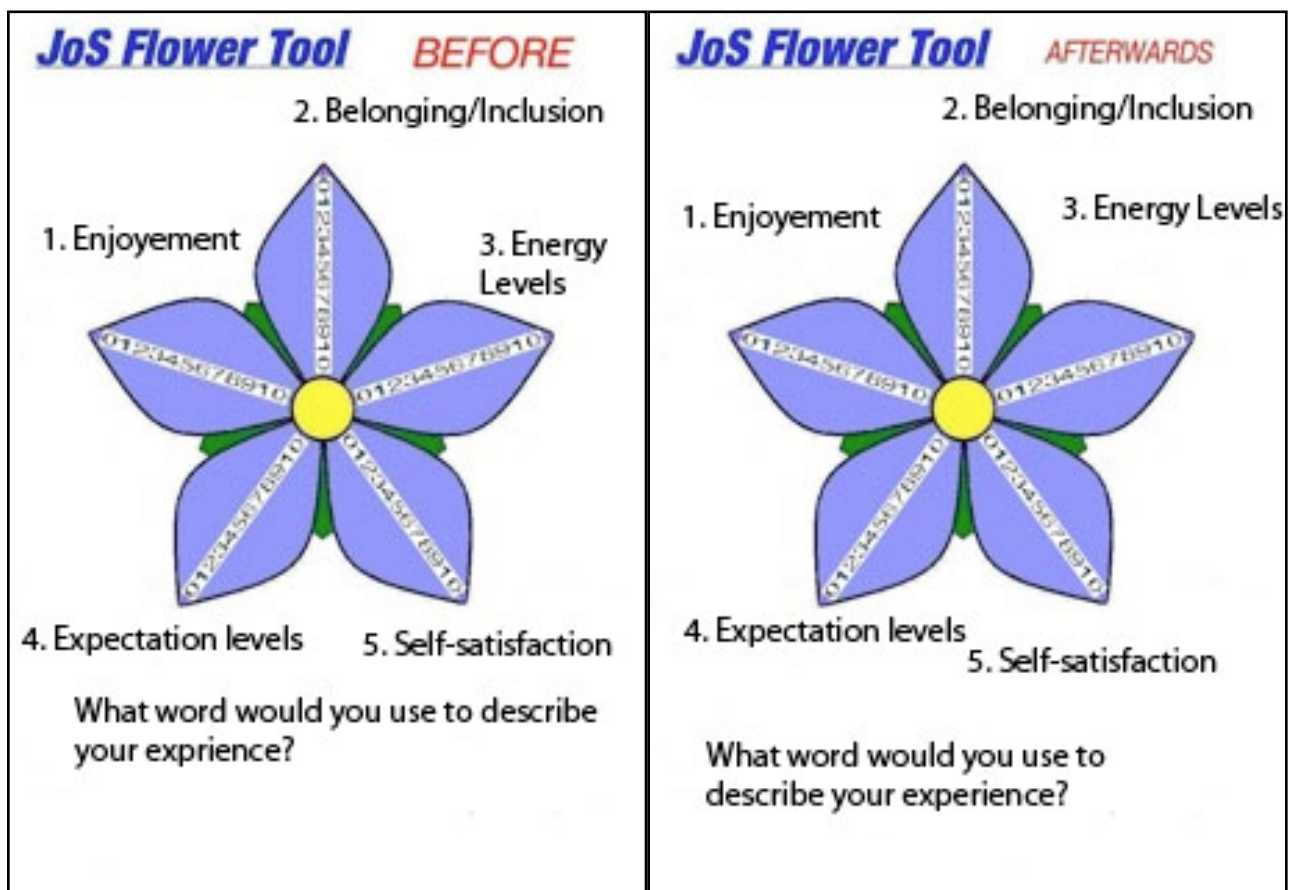 JoS Flower Tool BEFORE
2. Belonging/Inclusion
1. Enjoyement
3. Energy
Levels
012345678910
012345678910
012345678910
012345678910
012345678910
4. Expectation levels
5. Self-satisfaction
What word would you use to describe
your exprience?
JoS Flower Tool AFTERWARDS
2. Belonging/Inclusion
1. Enjoyement
3. Energy Levels
012345678910
012345678910
012345678910
012345678910
012345678910
4. Expectation levels
5. Self-satisfaction
What word would you use to
describe your experience?